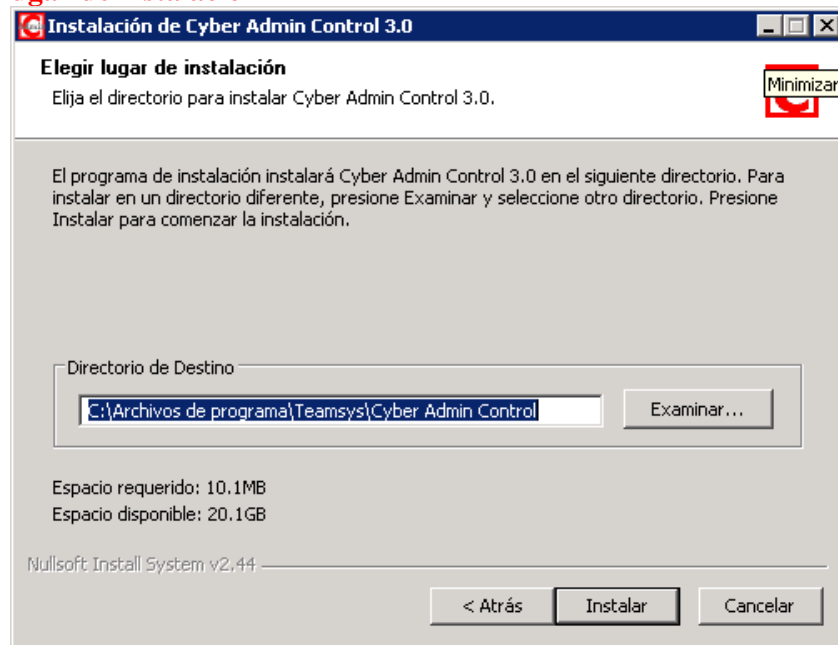 Instalación de Cyber Admin Control 3.0
Elegir lugar de instalación
Elija el directorio para instalar Cyber Admin Control 3.0.
Minimizar
El programa de instalación instalará Cyber Admin Control 3.0 en el siguiente directorio. Para
instalar en un directorio diferente, presione Examinar y seleccione otro directorio. Presione
Instalar para comenzar la instalación.
Directorio de Destino
C:\Archivos de programa\Teamsys\Cyber Admin Control
Examinar...
Espacio requerido: 10.1MB
Espacio disponible: 20.1GB
Nullsoft Install System v2.44
< Atrás
Instalar
Cancelar